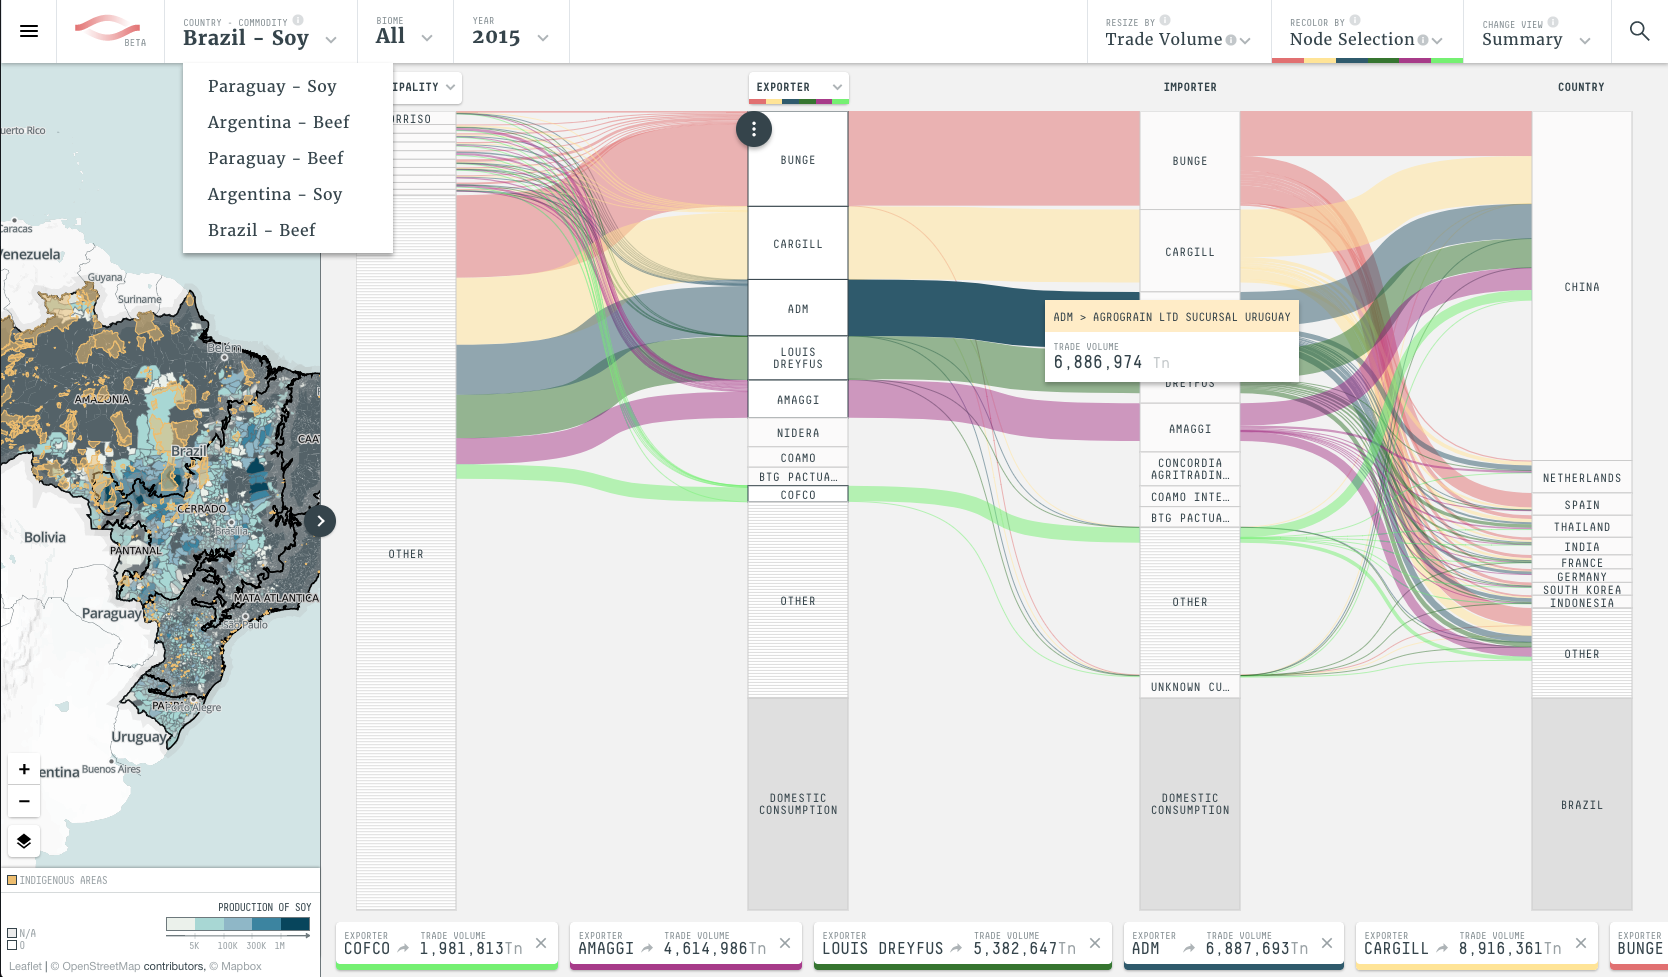 BETA
COUNTRY - COMMODITY
Brazil - Soy
BIOME
All
YEAR
2015
RESIZE BY
Trade Volume
RECOLOR BY
Node Selection
CHANGE VIEW
Summary
Paraguay - Soy
Argentina - Beef
Paraguay - Beef
Argentina - Soy
Brazil - Beef
IPALITY
EXPORTER
IMPORTER
COUNTRY
ORRISO
OTHER
BUNGE
CARGILL
ADM
LOUIS
DREYFUS
AMAGGI
NIDERA
COAMO
BTG PACTUA…
COFCO
OTHER
DOMESTIC
CONSUMPTION
BUNGE
CARGILL
ADM > AGROGRAIN LTD SUCURSAL URUGUAY
TRADE VOLUME
6,886,974 Tn
DREYFUS
AMAGGI
CONCORDIA
AGRITRADIN…
COAMO INTE…
BTG PACTUA…
OTHER
UNKNOWN CU…
DOMESTIC
CONSUMPTION
CHINA
NETHERLANDS
SPAIN
THAILAND
INDIA
FRANCE
GERMANY
SOUTH KOREA
INDONESIA
OTHER
BRAZIL
uerto Rico
Caracas
Venezuela
Guyana
Suriname
Belém
AMAZONIA
CAAT
Brazil
CERRADO
Brasília
Bolivia
PANTANAL
MATA ATLANTICA
Paraguay
São Paulo
PAMPA
Porto Alegre
Uruguay
entina
Buenos Aires
+
−
INDIGENOUS AREAS
PRODUCTION OF SOY
N/A
0
5K 100K 300K 1M
Leaflet | © OpenStreetMap contributors, © Mapbox
EXPORTER
COFCO
TRADE VOLUME
1,981,813Tn
EXPORTER
AMAGGI
TRADE VOLUME
4,614,986Tn
EXPORTER
LOUIS DREYFUS
TRADE VOLUME
5,382,647Tn
EXPORTER
ADM
TRADE VOLUME
6,887,693Tn
EXPORTER
CARGILL
TRADE VOLUME
8,916,361Tn
EXPORTER
BUNGE